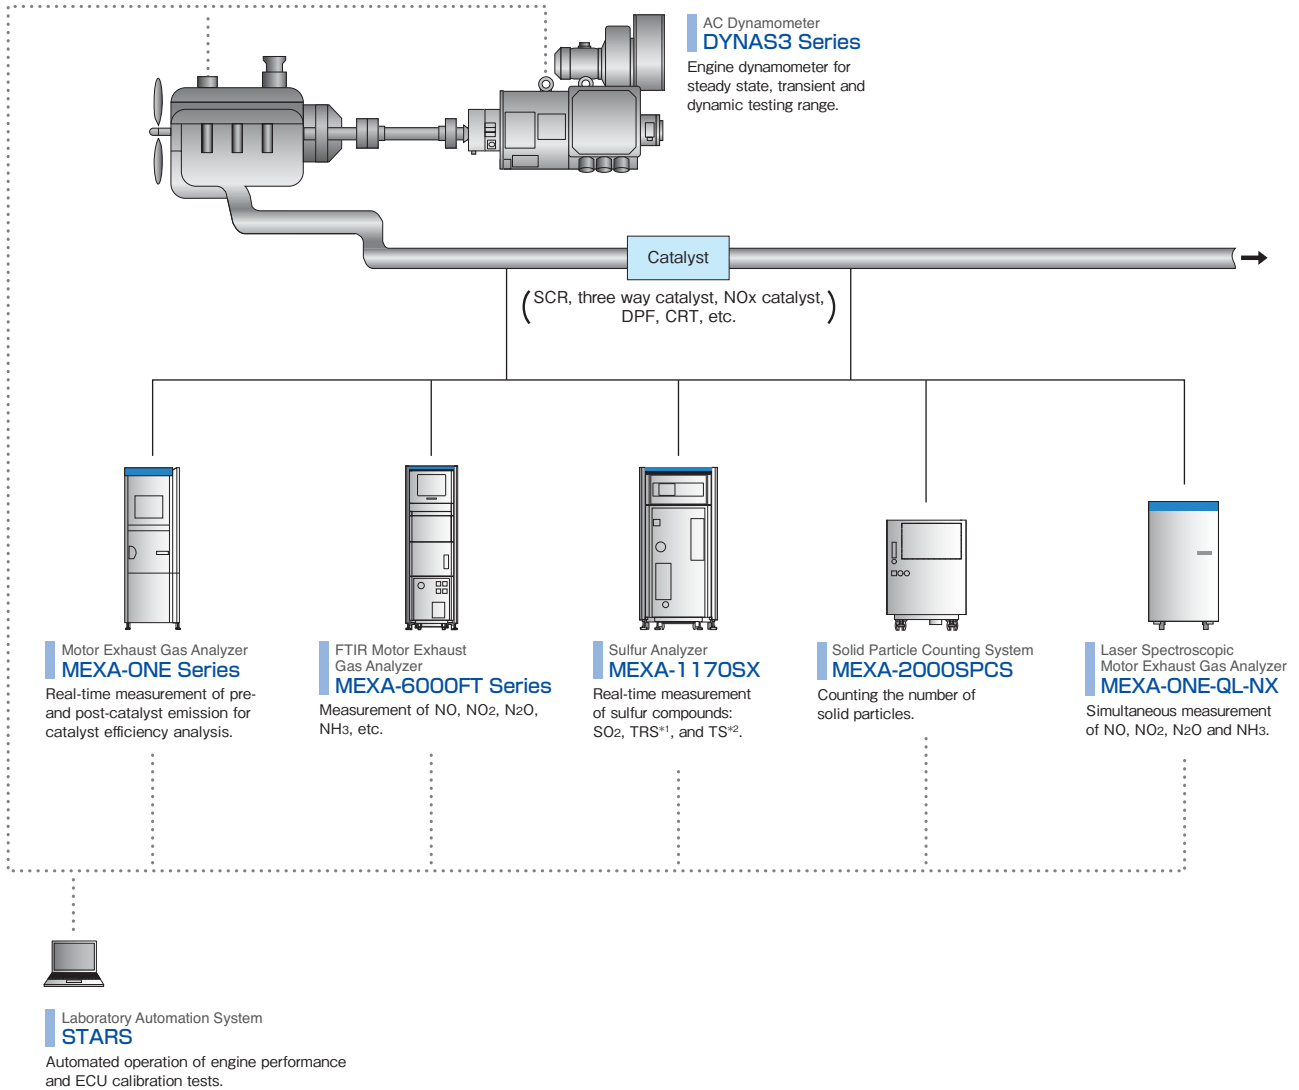 AC Dynamometer
DYNAS3 Series
Engine dynamometer for
steady state, transient and
dynamic testing range.
Catalyst
(SCR, three way catalyst, NOx catalyst,
DPF, CRT, etc.)
Motor Exhaust Gas Analyzer
MEXA-ONE Series
Real-time measurement of pre-
and post-catalyst emission for
catalyst efficiency analysis.
FTIR Motor Exhaust
Gas Analyzer
MEXA-6000FT Series
Measurement of NO, NO2, N2O,
NH3, etc.
Sulfur Analyzer
MEXA-1170SX
Real-time measurement
of sulfur compounds:
SO2, TRS*1, and TS*2.
Solid Particle Counting System
MEXA-2000SPCS
Counting the number of
solid particles.
Laser Spectroscopic
Motor Exhaust Gas Analyzer
MEXA-ONE-QL-NX
Simultaneous measurement
of NO, NO2, N2O and NH3.
Laboratory Automation System
STARS
Automated operation of engine performance
and ECU calibration tests.